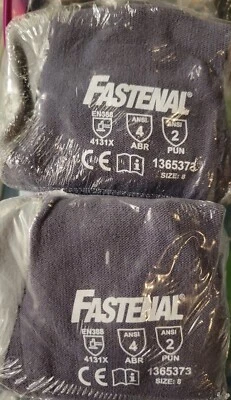 FASTENAL®
EN388 ANSI ANSI
4 2
4131X ABR PUN
CE i 1365373
SIZE: 8
FASTENAL®
EN388 ANSI ANSI
4 2
4131X ABR PUN
CE i 1365373
SIZE: 8